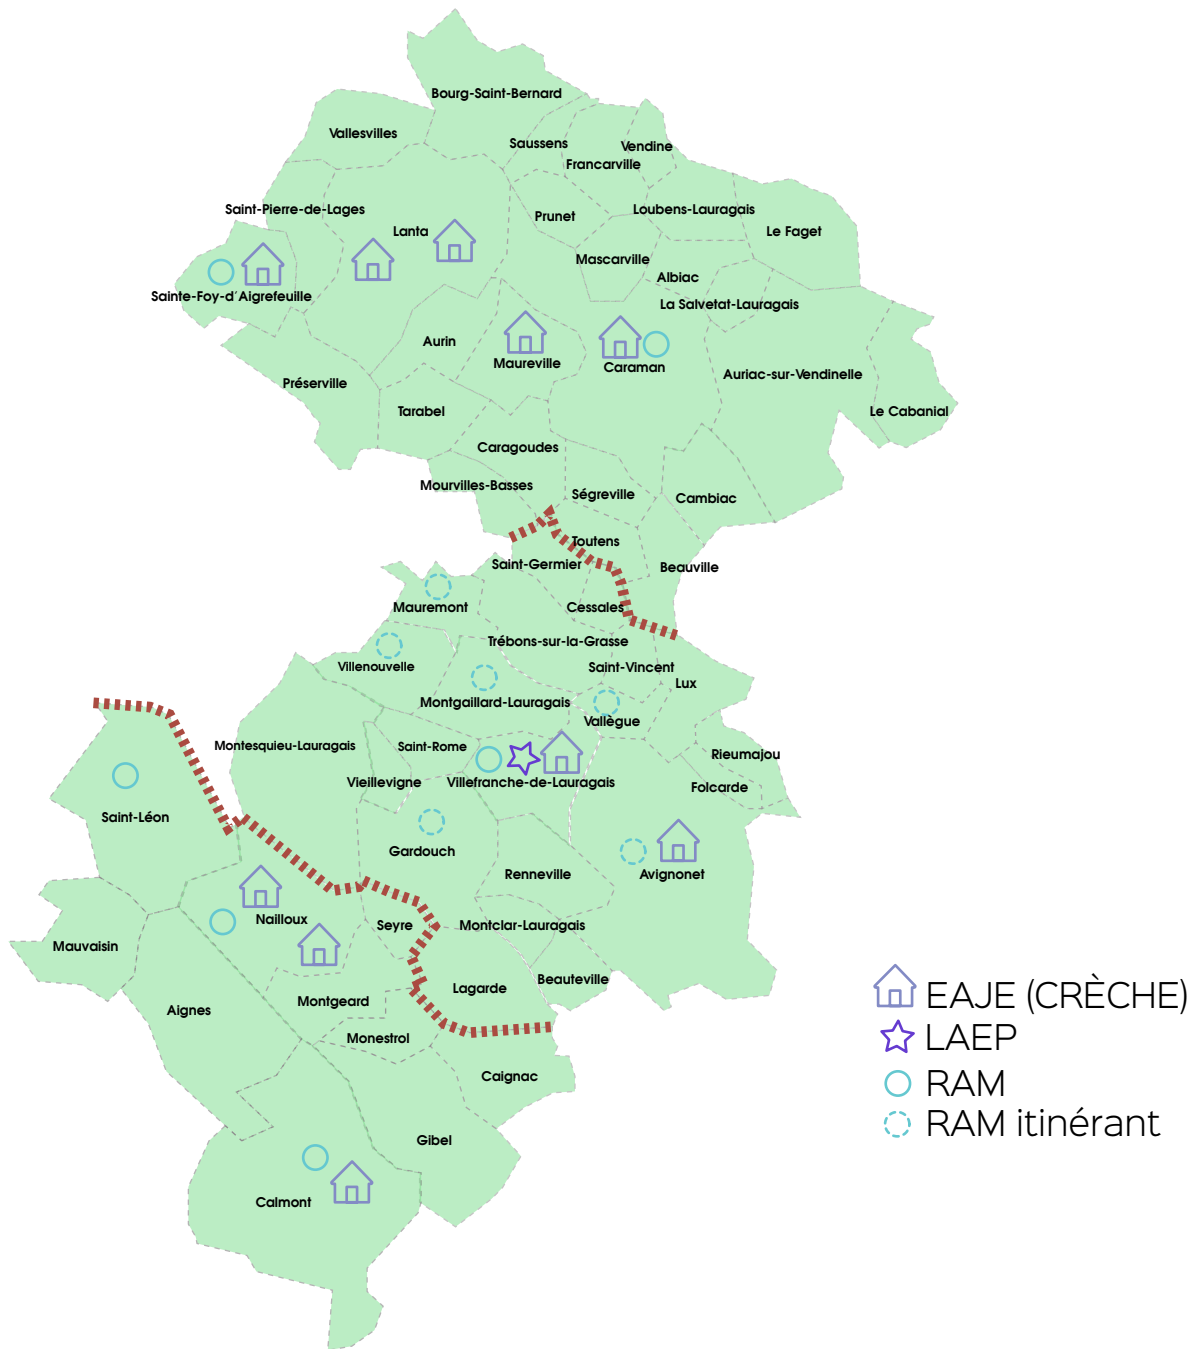 Bourg-Saint-Bernard
Vallesvilles
Saussens
Vendine
Francarville
Saint-Pierre-de-Lages
Loubens-Lauragais
Prunet
Lanta
Le Faget
Mascarville
Albiac
Sainte-Foy-d'Aigrefeuille
La Salvetat-Lauragais
Aurin
Maureville
Caraman
Auriac-sur-Vendinelle
Préserville
Tarabel
Le Cabanial
Caragoudes
Mourvilles-Basses
Ségreville
Cambiac
Toutens
Saint-Germier
Beauville
Mauremont
Cessales
Trébons-sur-la-Grasse
Villenouvelle
Saint-Vincent
Lux
Montgaillard-Lauragais
Vallègue
Montesquieu-Lauragais
Saint-Rome
Rieumajou
Vieillevigne
Villefranche-de-Lauragais
Folcarde
Saint-Léon
Gardouch
Renneville
Avignonet
Nailloux
Seyre
Montclar-Lauragais
Mauvaisin
Beauteville
Lagarde
Montgeard
Aignes
Monestrol
Caignac
Gibel
Calmont
EAJE (CRÈCHE)
LAEP
RAM
RAM itinérant